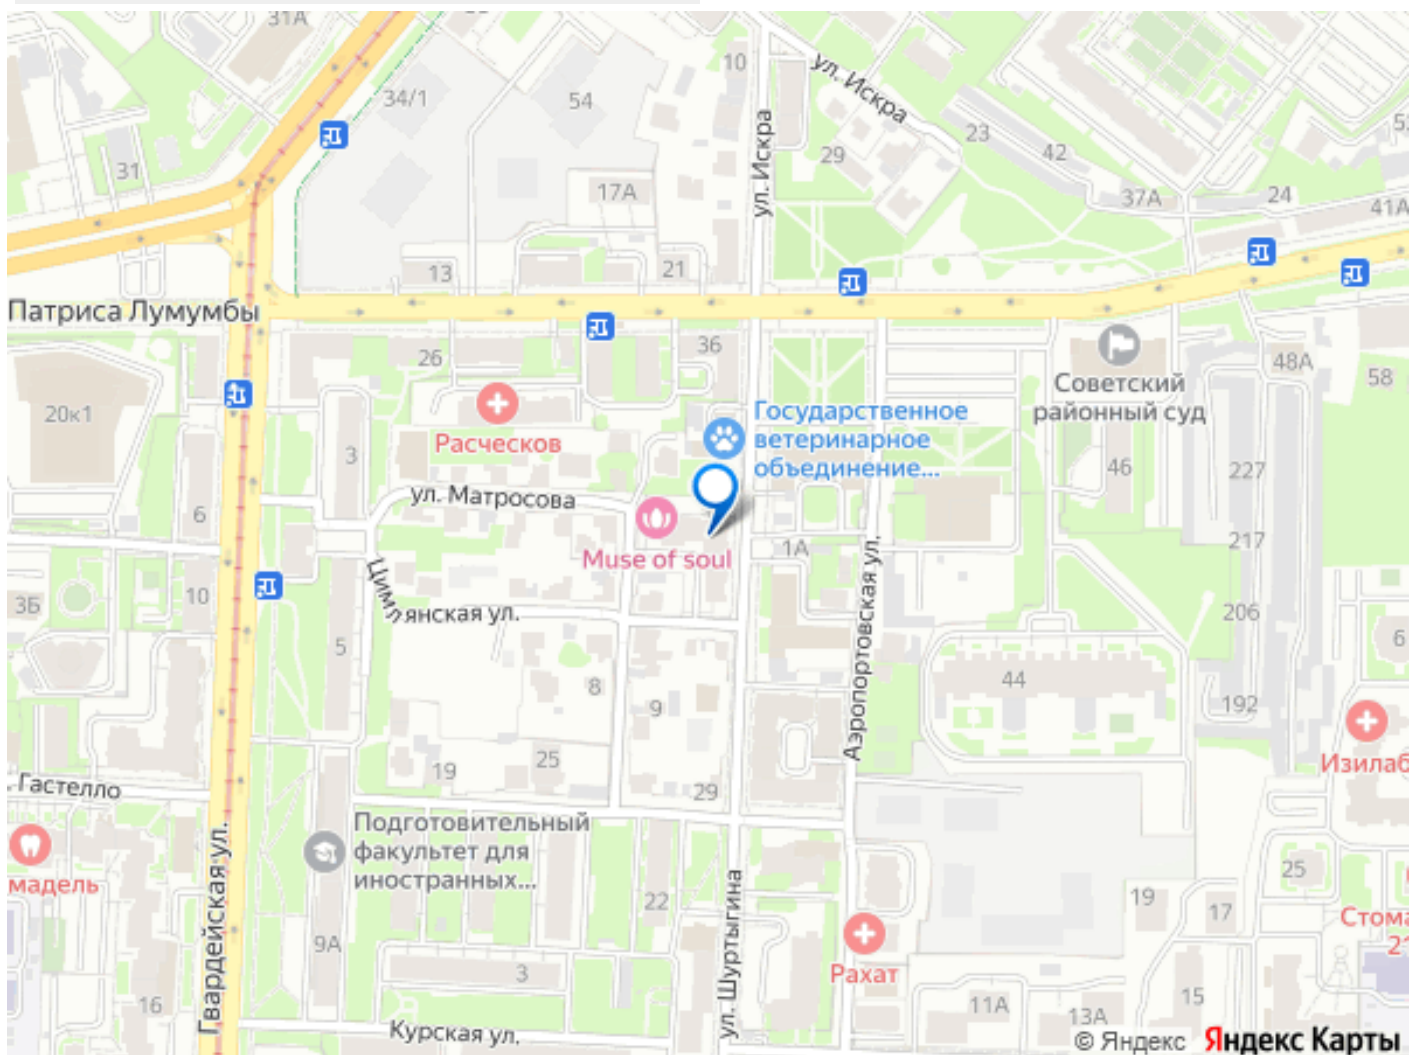 31А
10
ул. Искра
34/1
54
ул. Искра
23
42
29
31
17А
37А
24
41А
13
21
Патриса Лумумбы
26
36
Советский
районный суд
48А
58
20к1
3
Расческов
Государственное
ветеринарное
объединение...
46
227
ул. Матросова
6
Muse of soul
1А
217
Цимлянская ул.
3Б
10
5
206
6
8
9
44
192
Аэропортовская ул.
19
25
29
Изилаб
Гастелло
Подготовительный
факультет для
иностранных...
мадель
Гвардейская ул.
22
ул. Шуртыгина
25
19
17
Стома
21
9А
3
Рахат
16
Курская ул.
11А
13А
15
© Яндекс Яндекс Карты